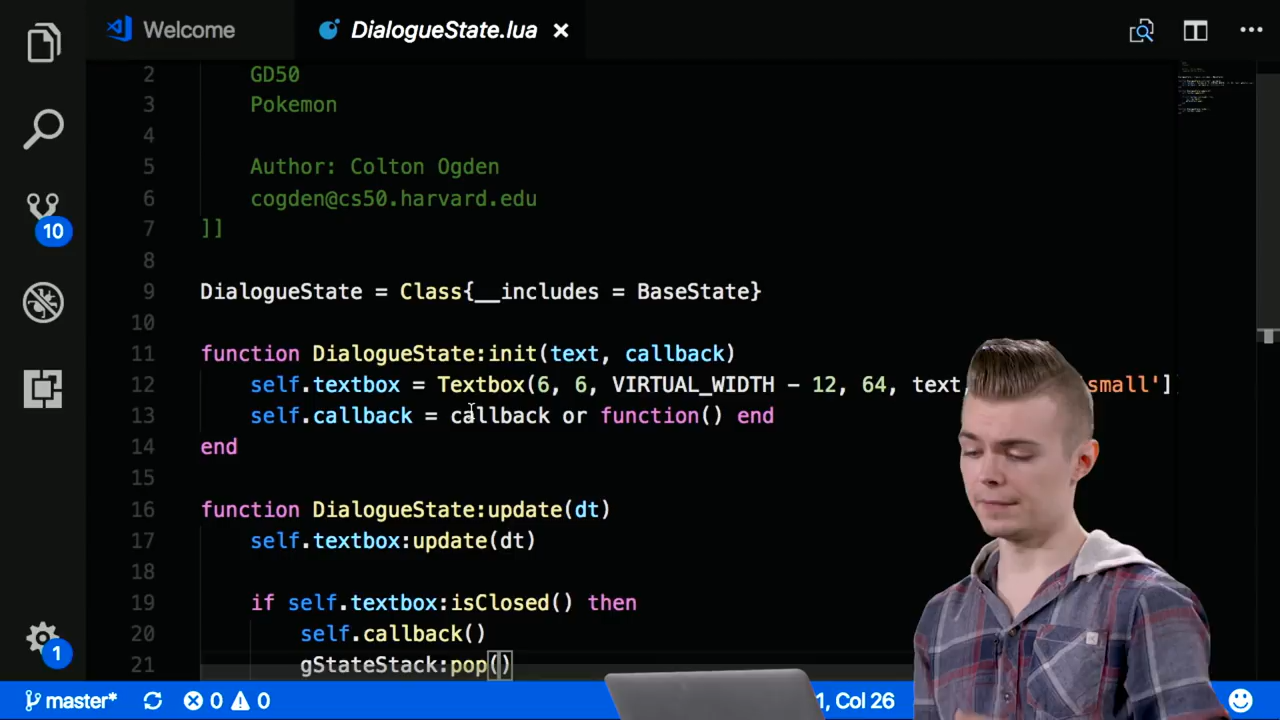 Welcome
DialogueState.lua
2 GD50
3 Pokemon
4
5 Author: Colton Ogden
6 cogden@cs50.harvard.edu
7 ]]
8
9 DialogueState = Class{__includes = BaseState}
10
11 function DialogueState:init(text, callback)
12 self.textbox = Textbox(6, 6, VIRTUAL_WIDTH - 12, 64, text, small']
13 self.callback = callback or function() end
14 end
15
16 function DialogueState:update(dt)
17 self.textbox:update(dt)
18
19 if self.textbox:isClosed() then
20 self.callback()
21 gStateStack:pop()
10
1
master* 0 0 1, Col 26